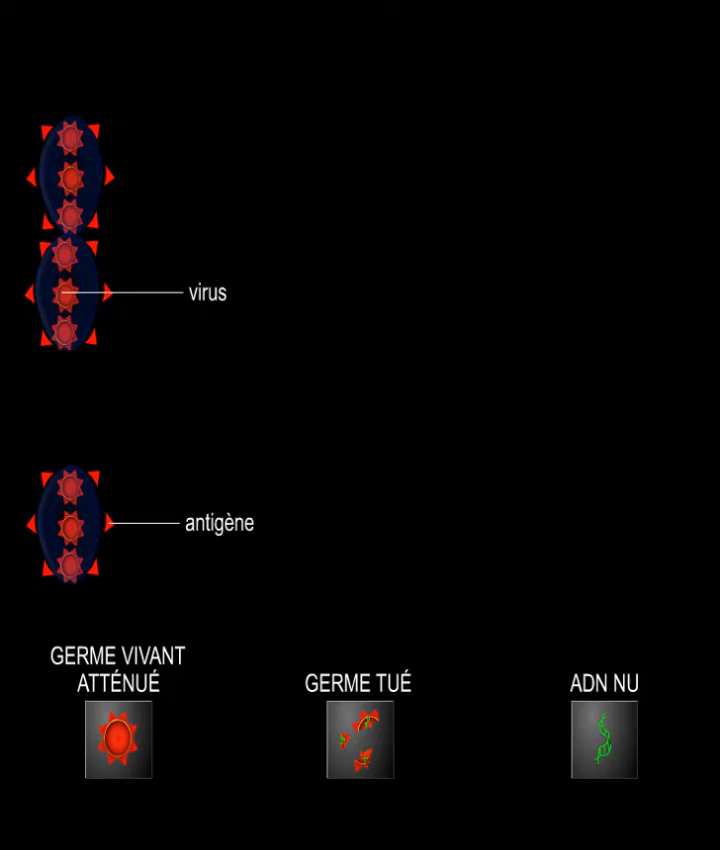 virus
antigène
GERME VIVANT
ATTÉNUÉ
GERME TUÉ
ADN NU